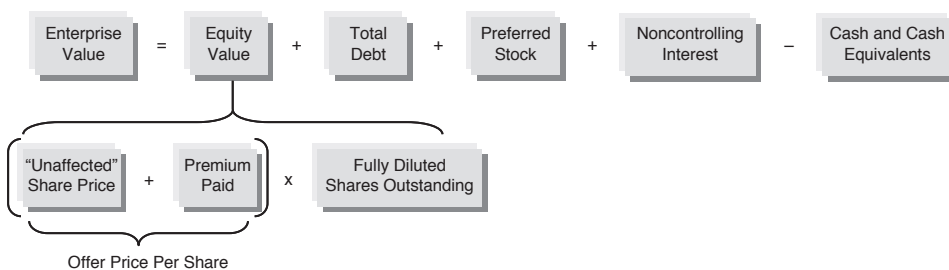 Enterprise
Value
=
Equity
Value
+
Total
Debt
+
Preferred
Stock
+
Noncontrolling
Interest
–
Cash and Cash
Equivalents
“Unaffected”
Share Price
+
Premium
Paid
x
Fully Diluted
Shares Outstanding
Offer Price Per Share